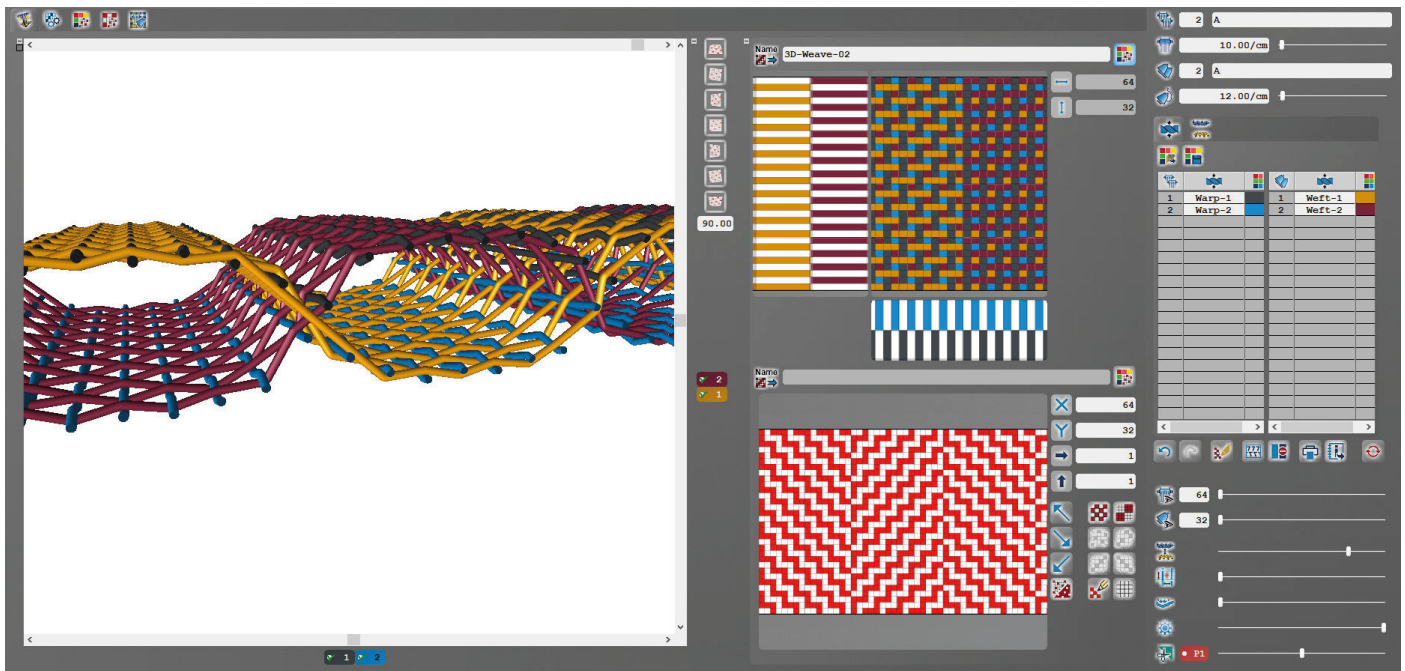 2 A
10.00/cm
2 A
12.00/cm
Name 3D-Weave-02
64
32
1 Warp-1 1 Weft-1
2 Warp-2 2 Weft-2
90.00
2
1
Name
64
32
1
1
64
32
P1
1 2